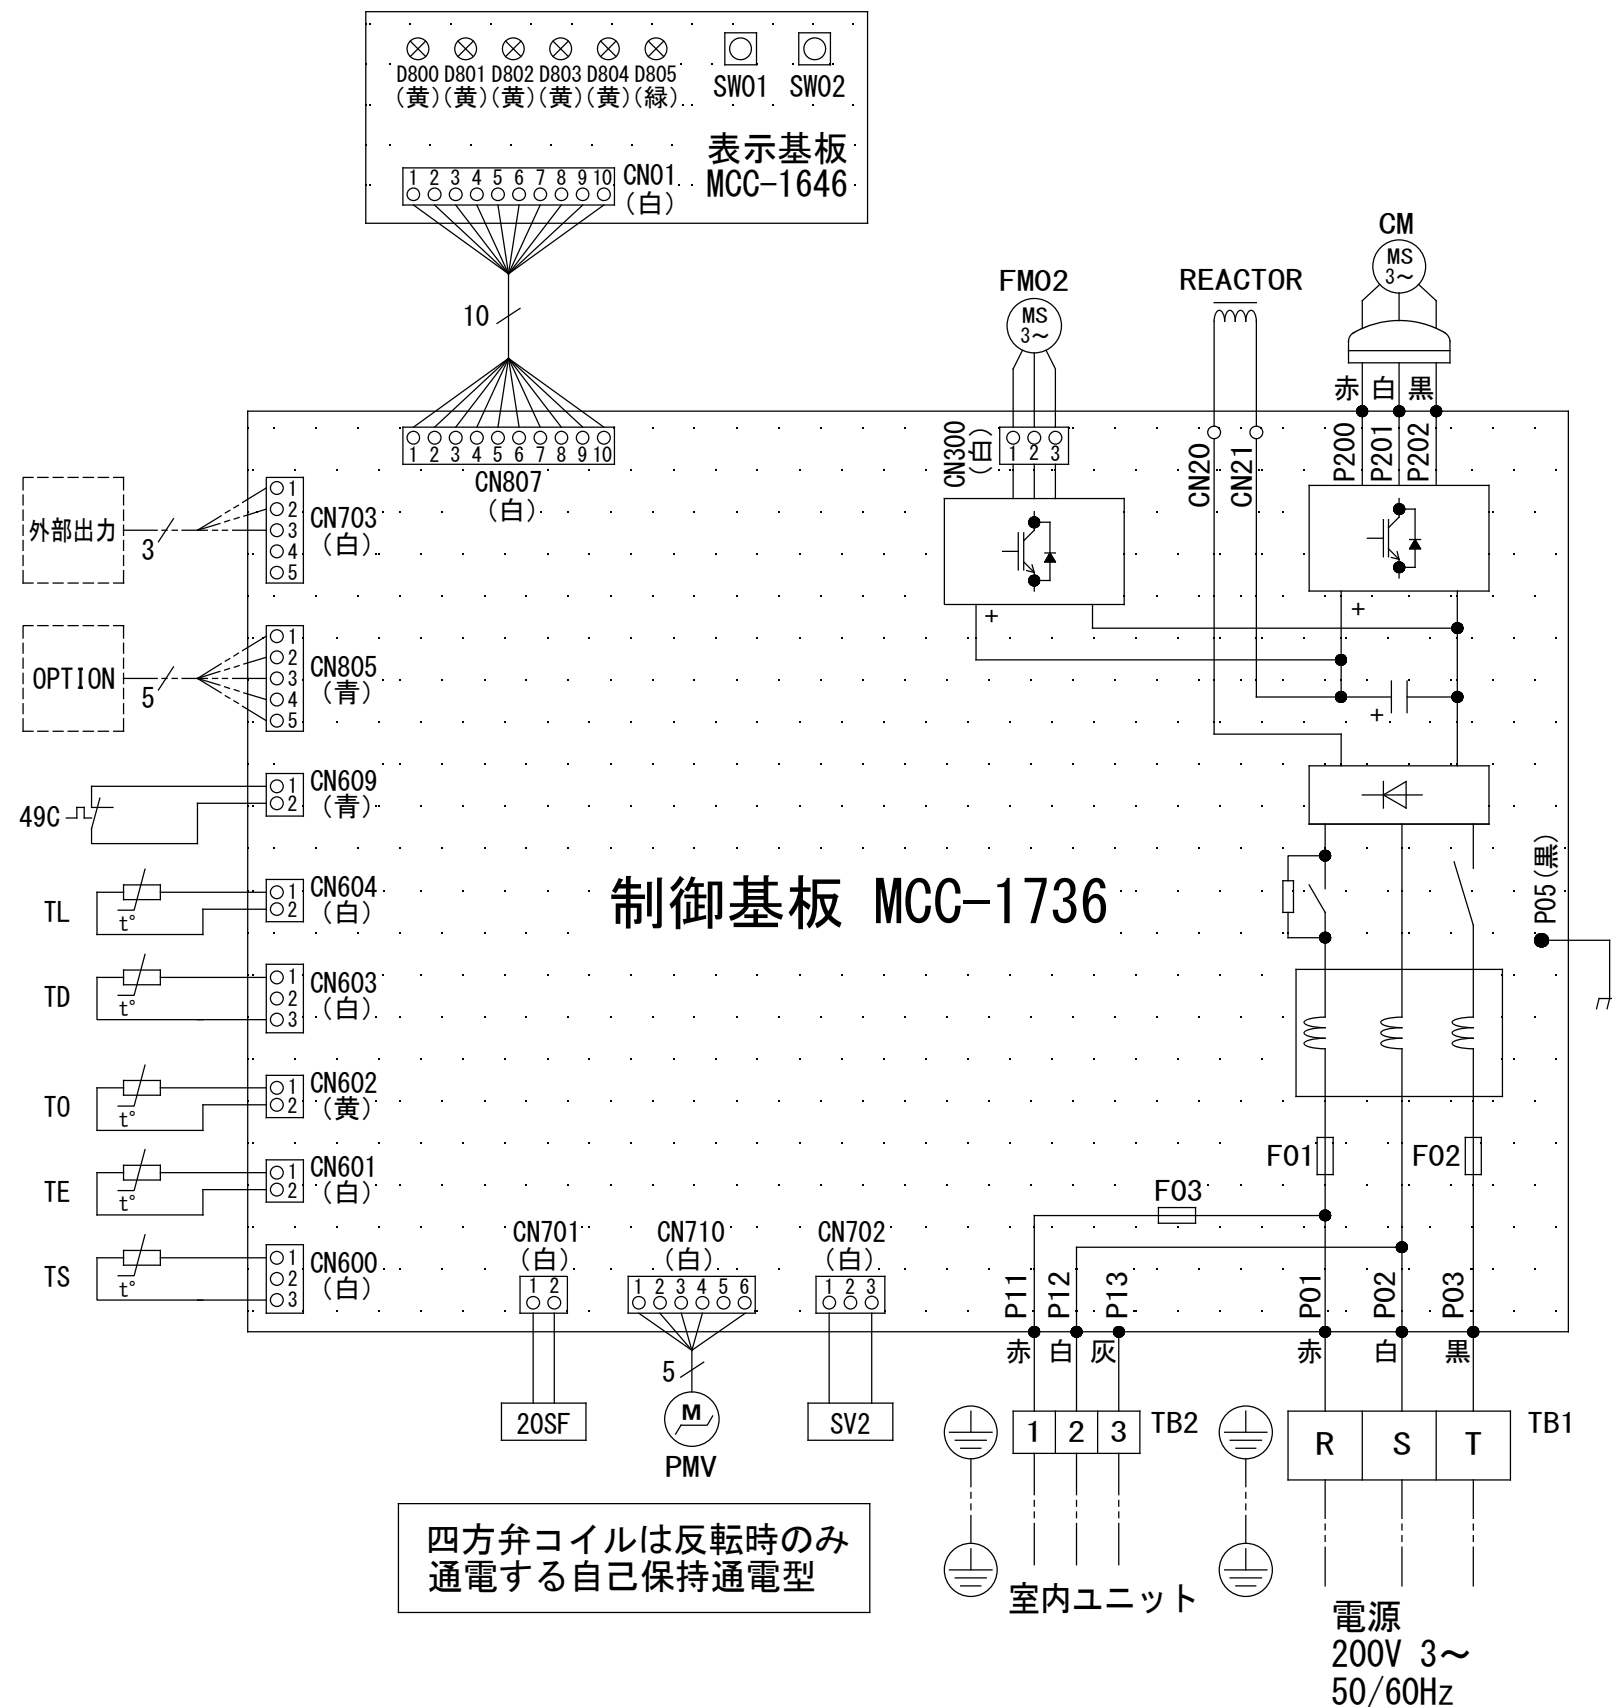 D800 D801 D802 D803 D804 D805
(黄)(黄)(黄)(黄)(黄)(緑)
SW01 SW02
表示基板
MCC-1646
1 2 3 4 5 6 7 8 9 10
CN01
(白)
10
CM
MS
3～
FM02
MS
3～
REACTOR
赤 白 黒
P200 P201 P202
CN20 CN21
CN300
(白)
1 2 3
1 2 3 4 5 6 7 8 9 10
CN807
(白)
外部出力
3
1
2
3
4
5
CN703
(白)
+
+
+
OPTION
5
1
2
3
4
5
CN805
(青)
49C
1
2
CN609
(青)
制御基板 MCC-1736
P05(黒)
TL
t°
1
2
CN604
(白)
TD
t°
1
2
3
CN603
(白)
TO
t°
1
2
CN602
(黄)
TE
t°
1
2
CN601
(白)
TS
t°
1
2
3
CN600
(白)
F01
F02
F03
CN701
(白)
1 2
CN710
(白)
1 2 3 4 5 6
CN702
(白)
1 2 3
P11 P12 P13
P01 P02 P03
赤 白 灰
赤 白 黒
5
20SF
M
PMV
SV2
1 2 3
TB2
R S T
TB1
四方弁コイルは反転時のみ
通電する自己保持通電型
室内ユニット
電源
200V 3～
50/60Hz